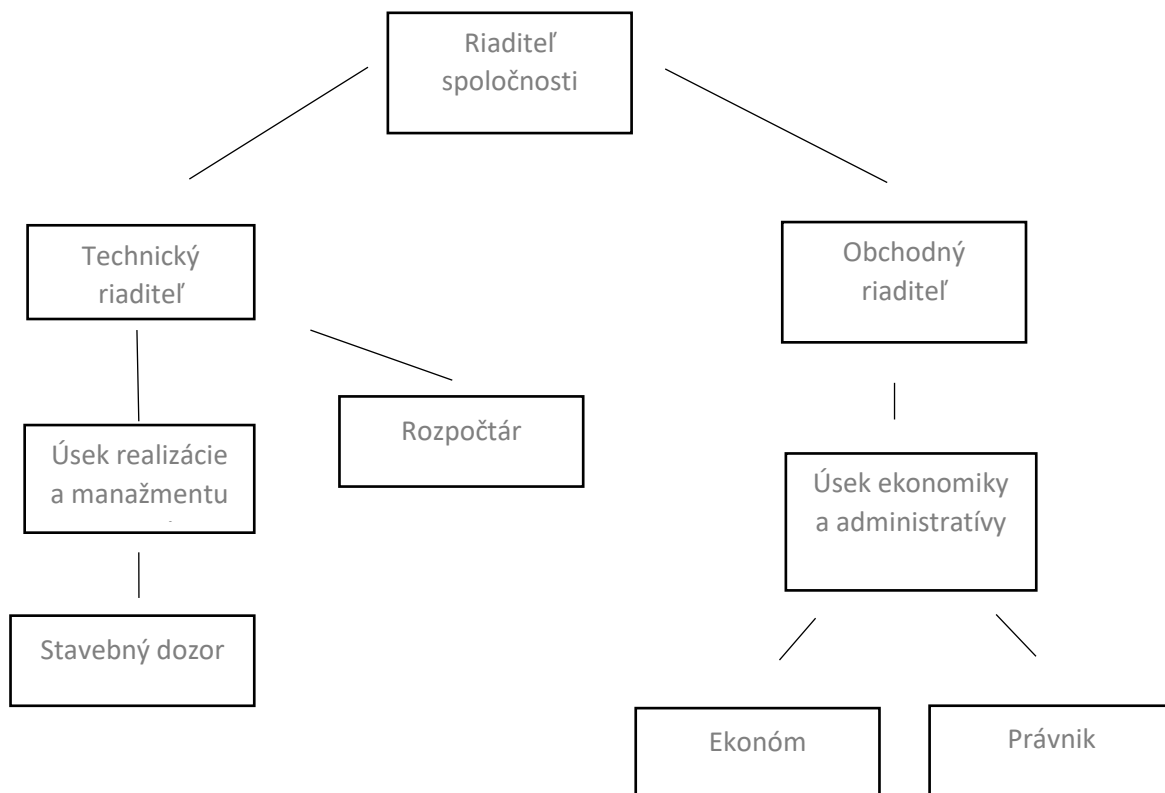 Riaditeľ
spoločnosti
Technický
riaditeľ
Obchodný
riaditeľ
Rozpočtár
Úsek realizácie
a manažmentu
Úsek ekonomiky
a administratívy
Stavebný dozor
Ekonóm
Právnik